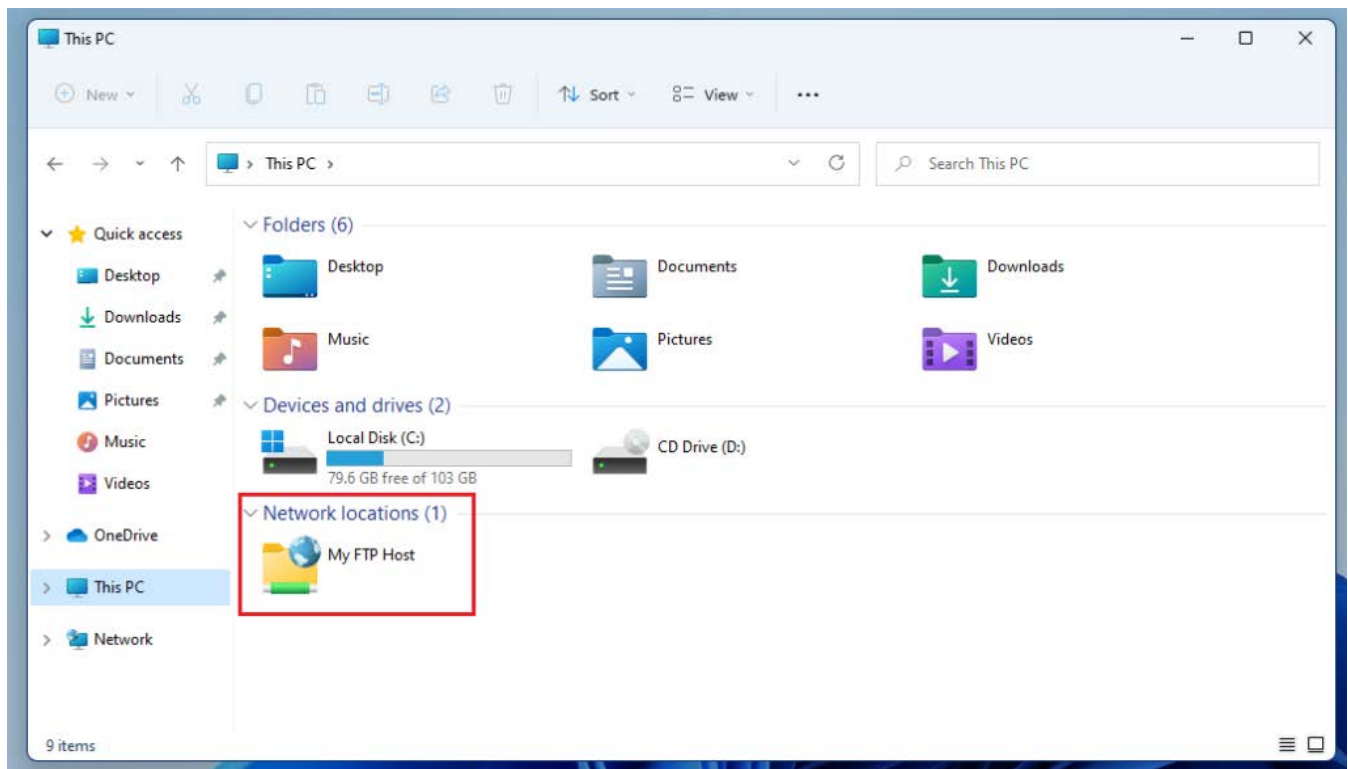 This PC
New
Sort
View
This PC
Search This PC
Quick access
Desktop
Downloads
Documents
Pictures
Music
Videos
OneDrive
This PC
Network
Folders (6)
Desktop
Documents
Downloads
Music
Pictures
Videos
Devices and drives (2)
Local Disk (C:)
79.6 GB free of 103 GB
CD Drive (D:)
Network locations (1)
My FTP Host
9 items